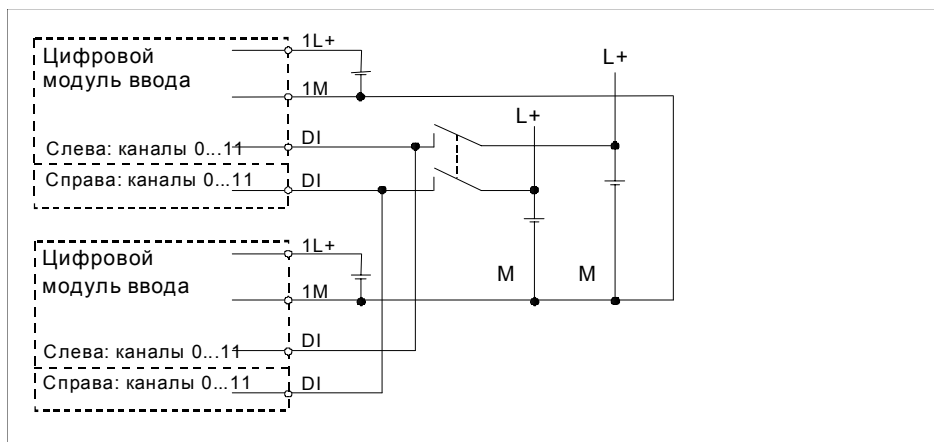 Цифровой
модуль ввода
1L+
1M
Слева: каналы 0...11
DI
Справа: каналы 0...11
DI
L+
L+
Цифровой
модуль ввода
1L+
1M
M
M
Слева: каналы 0...11
DI
Справа: каналы 0...11
DI